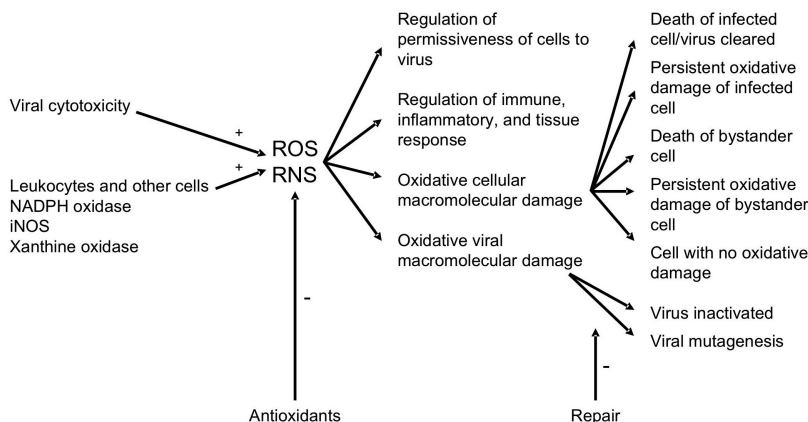 Viral cytotoxicity
+
Leukocytes and other cells
NADPH oxidase
iNOS
Xanthine oxidase
+
ROS
RNS
-
Antioxidants
Regulation of
permissiveness of cells to
virus
Regulation of immune,
inflammatory, and tissue
response
Oxidative cellular
macromolecular damage
Oxidative viral
macromolecular damage
Death of infected
cell/virus cleared
Persistent oxidative
damage of infected
cell
Death of bystander
cell
Persistent oxidative
damage of bystander
cell
Cell with no oxidative
damage
Virus inactivated
Viral mutagenesis
-
Repair